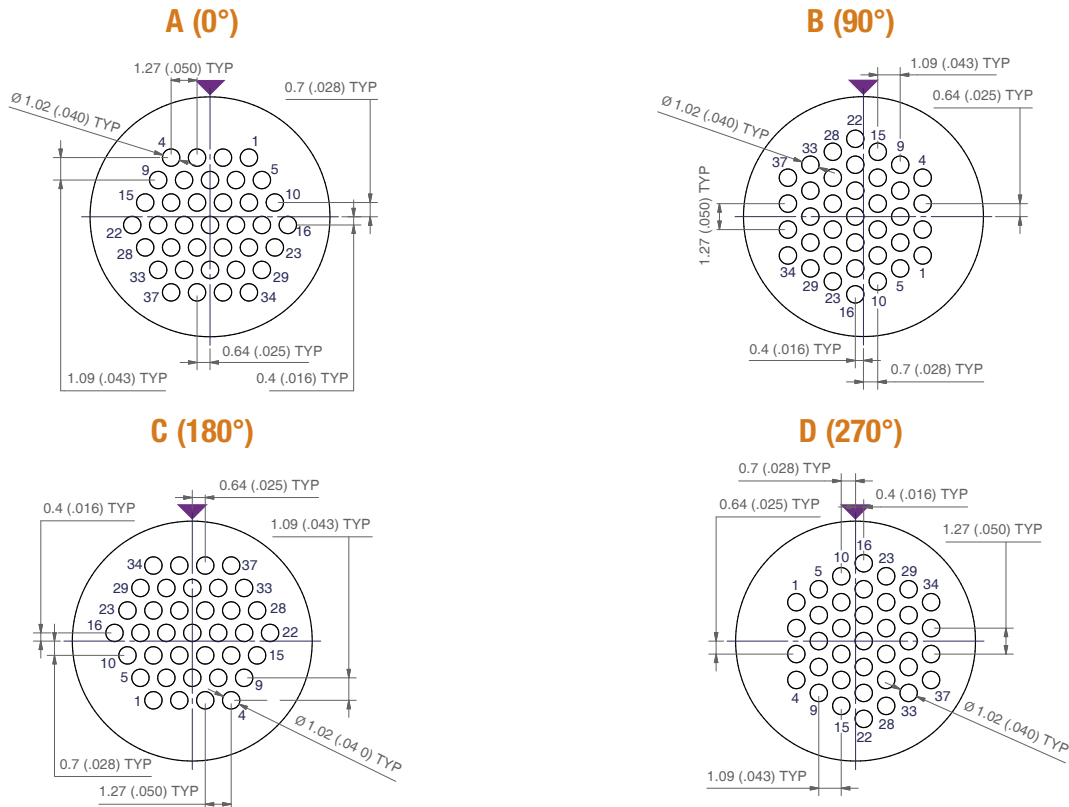 A (0°)
1.27 (.050) TYP
0.7 (.028) TYP
Ø 1.02 (.040) TYP
4
1
9
5
15
10
22
16
28
23
33
29
37
34
0.64 (.025) TYP
1.09 (.043) TYP
0.4 (.016) TYP
B (90°)
1.09 (.043) TYP
0.64 (.025) TYP
Ø 1.02 (.040) TYP
22
28
15
33
9
37
4
1.27 (.050) TYP
34
1
29
5
23
10
16
0.4 (.016) TYP
0.7 (.028) TYP
C (180°)
0.64 (.025) TYP
0.4 (.016) TYP
1.09 (.043) TYP
34
37
29
33
23
28
16
22
10
15
5
9
1
4
Ø 1.02 (.04 0) TYP
0.7 (.028) TYP
1.27 (.050) TYP
D (270°)
0.7 (.028) TYP
0.4 (.016) TYP
0.64 (.025) TYP
1.27 (.050) TYP
16
10
23
5
29
1
34
4
37
9
33
15
28
22
Ø 1.02 (.040) TYP
1.09 (.043) TYP